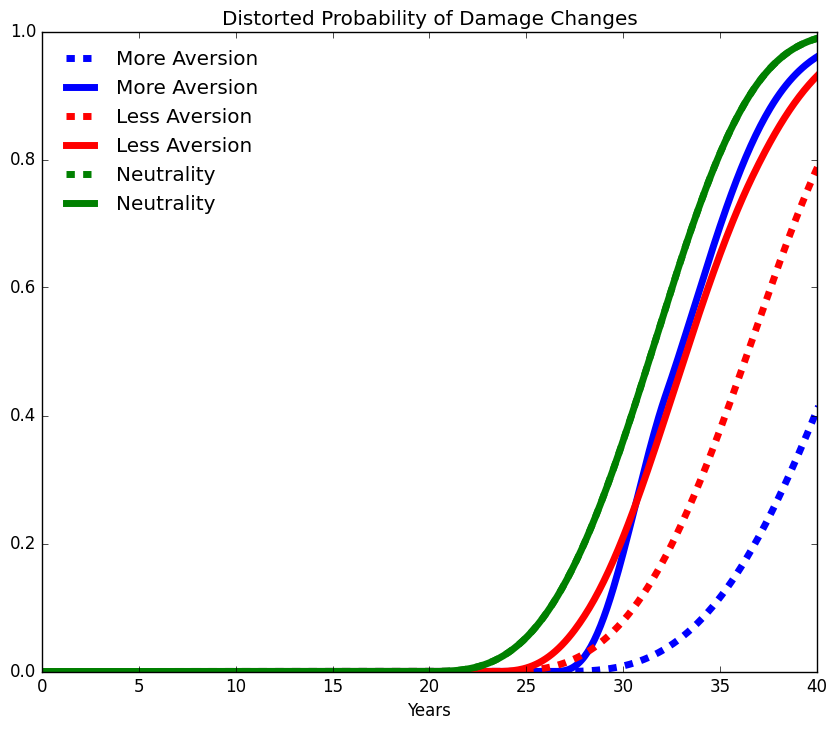 Distorted Probability of Damage Changes
1.0
0.8
0.6
0.4
0.2
0.0
More Aversion
More Aversion
Less Aversion
Less Aversion
Neutrality
Neutrality
0 5 10 15 20 25 30 35 40
Years